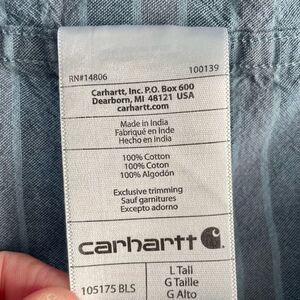 RN#14806 100139
Carhartt, Inc. P.O. Box 600
Dearborn, MI 48121 USA
carhartt.com
Made in India
Fabriqué en Inde
Hecho en India
100% Cotton
100% Coton
100% Algodón
Exclusive trimming
Sauf garnitures
Excepto adorno
carhartt
105175 BLS
L Tall
G Taille
G Alto